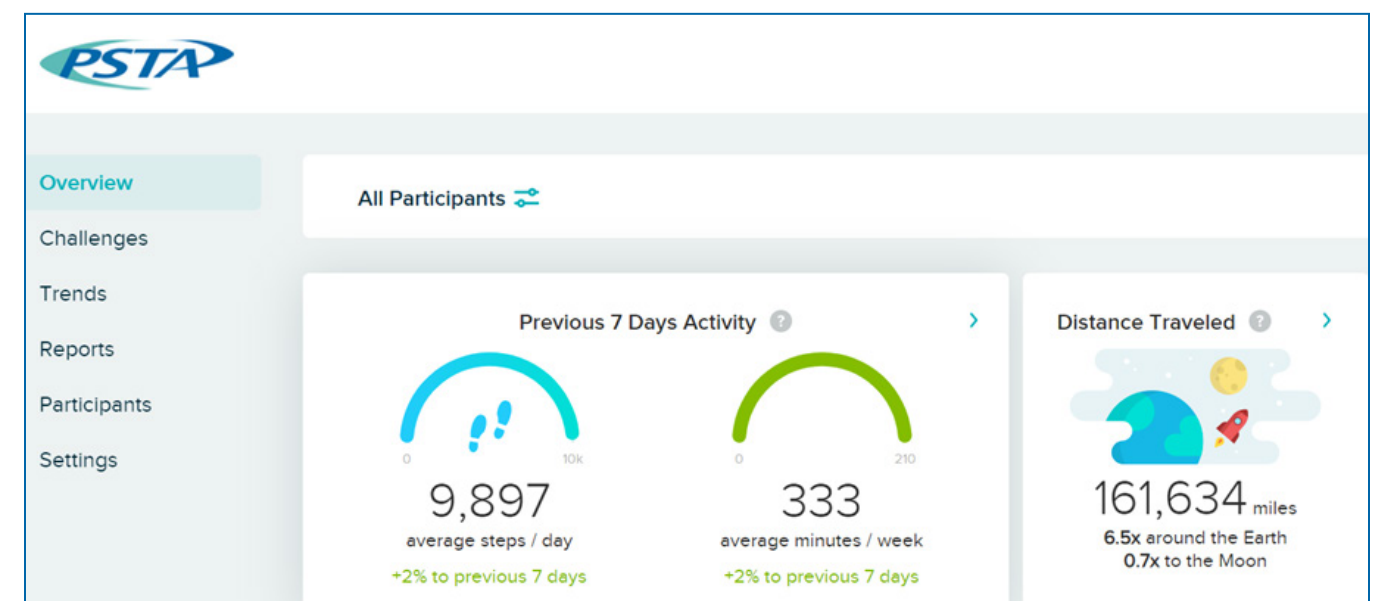 PSTA
Overview
Challenges
Trends
Reports
Participants
Settings
All Participants
Previous 7 Days Activity ?
0 10k
9,897
average steps / day
+2% to previous 7 days
0 210
333
average minutes / week
+2% to previous 7 days
Distance Traveled ?
161,634 miles
6.5x around the Earth
0.7x to the Moon